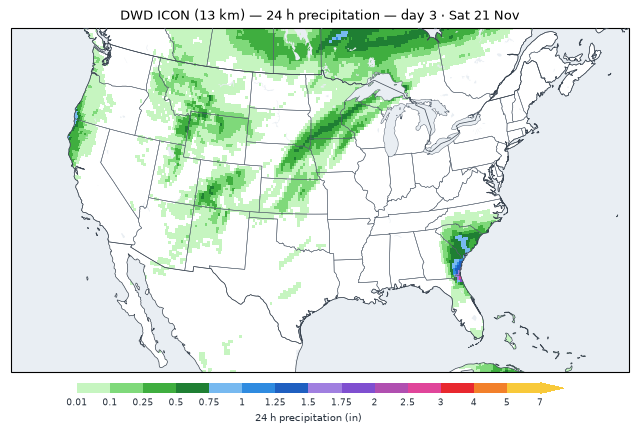 DWD ICON (13 km) — 24 h precipitation — day 3 · Sat 21 Nov
0.01 0.1 0.25 0.5 0.75 1 1.25 1.5 1.75 2 2.5 3 4 5 7
24 h precipitation (in)